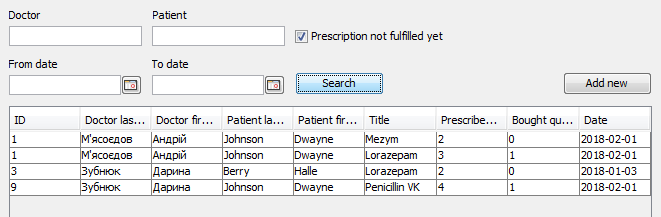 Doctor Patient
Prescription not fulfilled yet
From date To date
Search Add new
ID Doctor las... Doctor fir... Patient la... Patient fir... Title Prescribe... Bought qu... Date
1 М'ясоєдов Андрій Johnson Dwayne Mezym 2 0 2018-02-01
1 М'ясоєдов Андрій Johnson Dwayne Lorazepam 3 1 2018-02-01
3 Зубнюк Дарина Berry Halle Lorazepam 2 0 2018-01-03
9 Зубнюк Дарина Johnson Dwayne Penicillin VK 4 1 2018-02-01